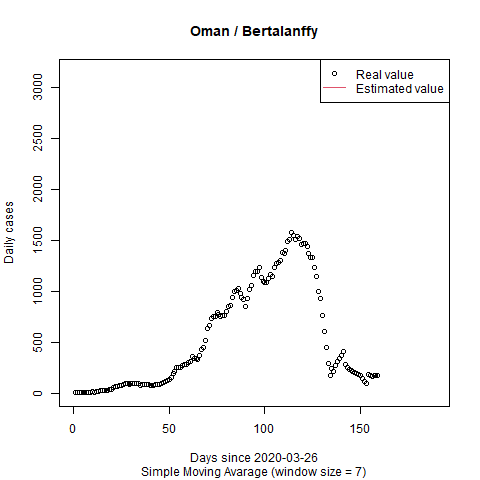 Oman / Bertalanffy
Real value
Estimated value
Daily cases
3000
2500
2000
1500
1000
500
0
0 50 100 150
Days since 2020-03-26
Simple Moving Avarage (window size = 7)